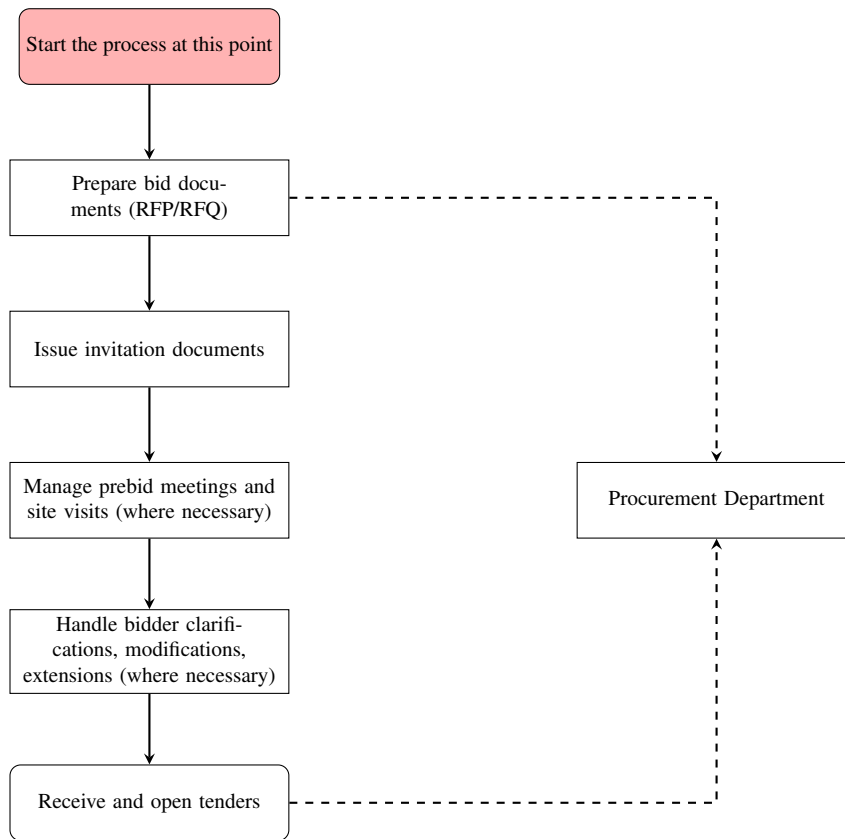 Start the process at this point
Prepare bid docu-
ments (RFP/RFQ)
Issue invitation documents
Manage prebid meetings and
site visits (where necessary)
Procurement Department
Handle bidder clarifi-
cations, modifications,
extensions (where necessary)
Receive and open tenders